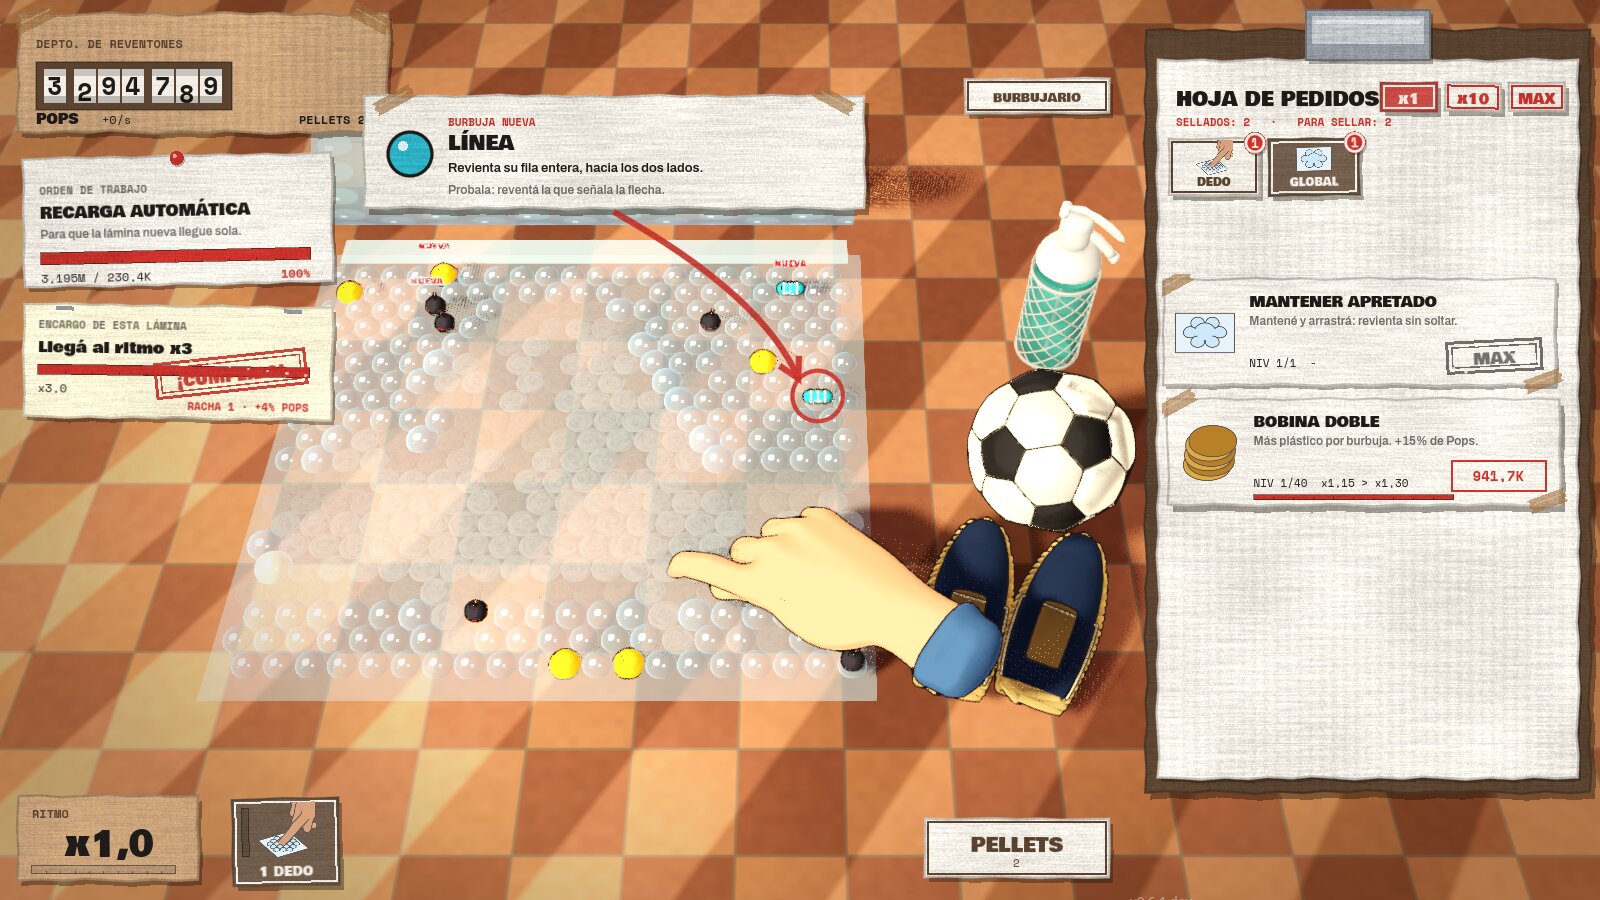 DEPTO. DE REVENTONES
3 294 789
POPS +0/s PELLETS 2
ORDEN DE TRABAJO
RECARGA AUTOMÁTICA
Para que la lámina nueva llegue sola.
3.195M / 230.4K 100%
ENCARGO DE ESTA LÁMINA
Llegá al ritmo x3
x3.0
RACHA 1 · +4% POPS
BURBUJA NUEVA
LÍNEA
Revienta su fila entera, hacia los dos lados.
Probala: reventá la que señala la flecha.
NUEVA
NUEVA
NUEVA
BURBUJARIO
HOJA DE PEDIDOS x1 x10 MAX
SELLADOS: 2 · PARA SELLAR: 2
1 1
DEDO GLOBAL
MANTENER APRETADO
Mantené y arrastrá: revienta sin soltar.
NIV 1/1 - MAX
BOBINA DOBLE
Más plástico por burbuja. +15% de Pops.
NIV 1/40 x1.15 > x1.30 941.7K
RITMO
x1,0
1 DEDO
PELLETS
2